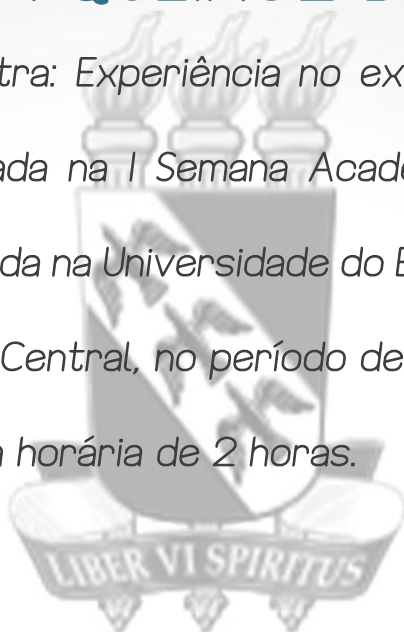 tra: Experiência no ex
ada na I Semana Acad
da na Universidade do
Central, no período de
a horária de 2 horas.
LIBER VI SPIRITUS